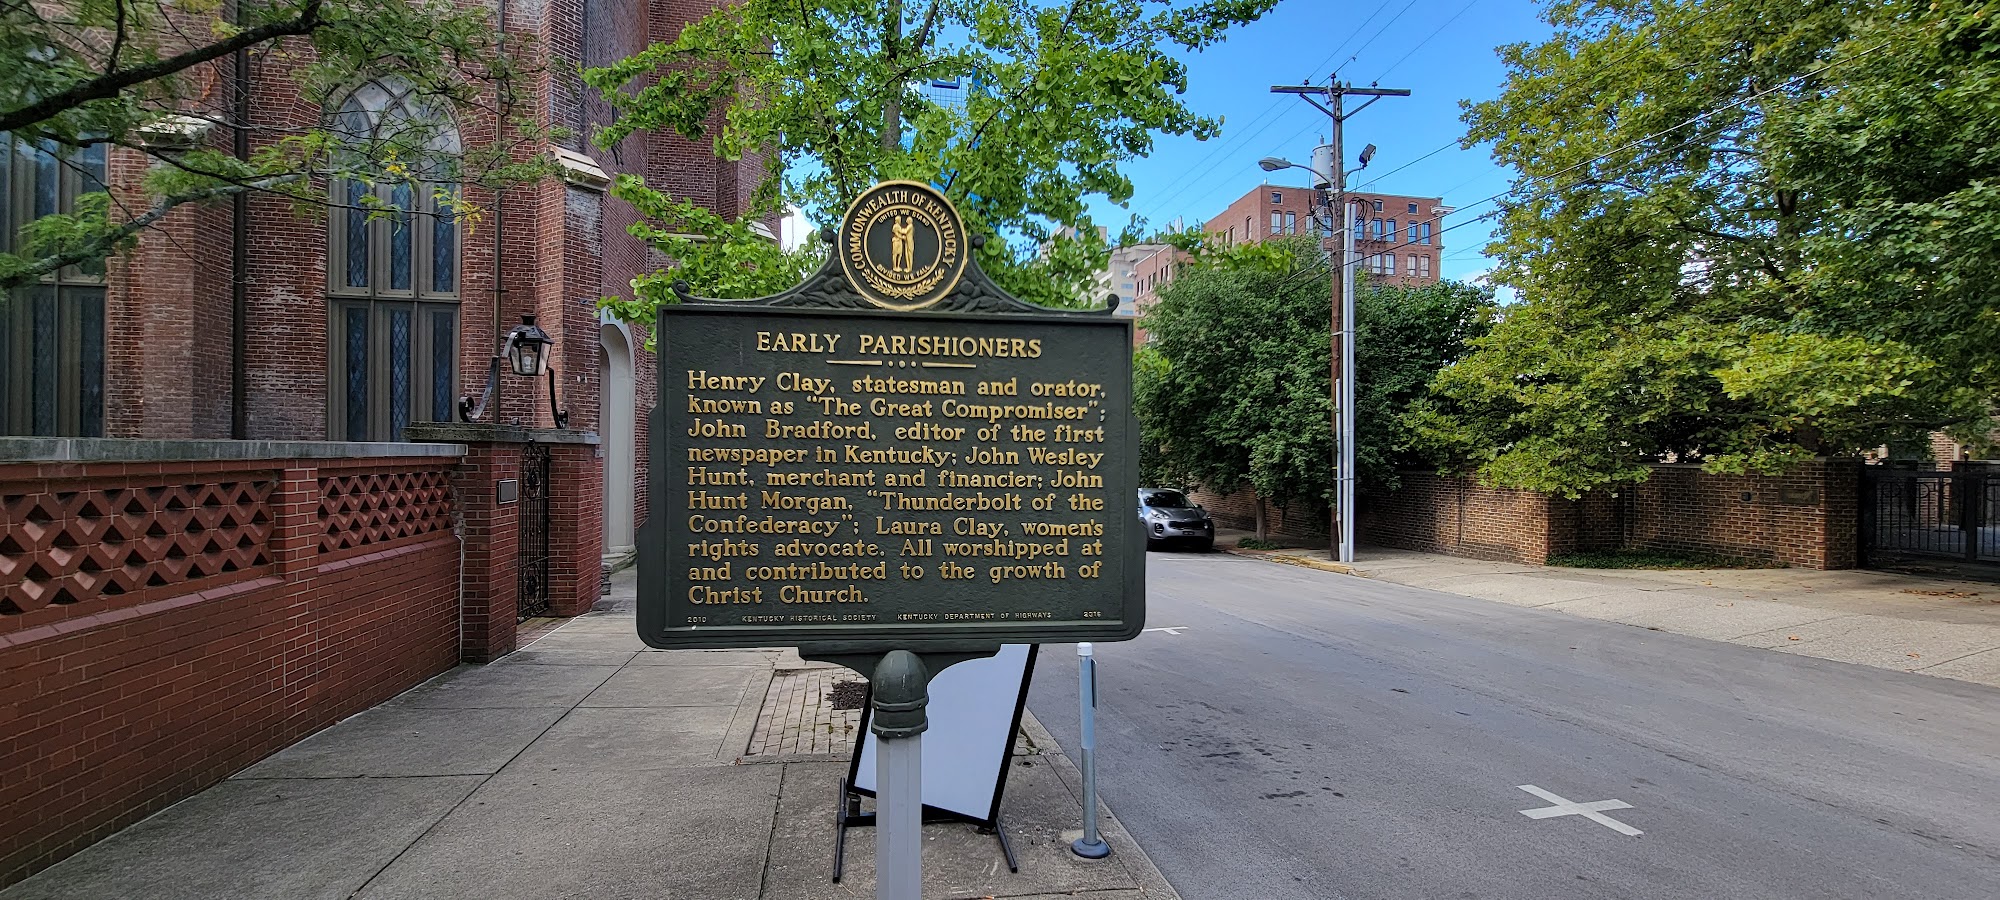 COMMONWEALTH OF KENTUCKY
UNITED WE STAND
DIVIDED WE FALL
EARLY PARISHIONERS
Henry Clay, statesman and orator,
known as "The Great Compromiser";
John Bradford, editor of the first
newspaper in Kentucky; John Wesley
Hunt, merchant and financier; John
Hunt Morgan, "Thunderbolt of the
Confederacy"; Laura Clay, women's
rights advocate. All worshipped at
and contributed to the growth of
Christ Church.
2010 KENTUCKY HISTORICAL SOCIETY KENTUCKY DEPARTMENT OF HIGHWAYS 2316